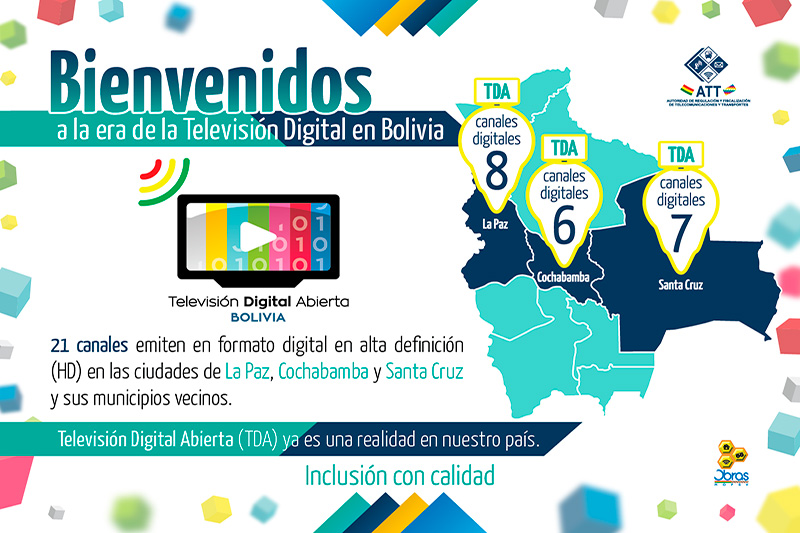 Bienvenidos
a la era de la Televisión Digital en Bolivia
ATT
AUTORIDAD DE REGULACIÓN Y FISCALIZACIÓN
DE TELECOMUNICACIONES Y TRANSPORTES
TDA
canales
digitales
8
La Paz
TDA
canales
digitales
6
Cochabamba
TDA
canales
digitales
7
Santa Cruz
Televisión Digital Abierta
BOLIVIA
21 canales emiten en formato digital en alta definición
(HD) en las ciudades de La Paz, Cochabamba y Santa Cruz
y sus municipios vecinos.
Televisión Digital Abierta (TDA) ya es una realidad en nuestro país.
Inclusión con calidad
Obras